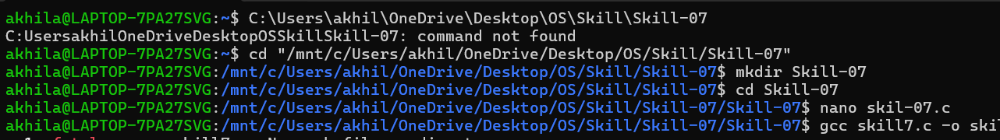 akhila@LAPTOP-7PA27SVG:~$ C:\Users\akhil\OneDrive\Desktop\OS\Skill\Skill-07
C:UsersakhilOneDriveDesktopOSSkillSkill-07: command not found
akhila@LAPTOP-7PA27SVG:~$ cd "/mnt/c/Users/akhil/OneDrive/Desktop/OS/Skill/Skill-07"
akhila@LAPTOP-7PA27SVG:/mnt/c/Users/akhil/OneDrive/Desktop/OS/Skill/Skill-07$ mkdir Skill-07
akhila@LAPTOP-7PA27SVG:/mnt/c/Users/akhil/OneDrive/Desktop/OS/Skill/Skill-07$ cd Skill-07
akhila@LAPTOP-7PA27SVG:/mnt/c/Users/akhil/OneDrive/Desktop/OS/Skill/Skill-07/Skill-07$ nano skil-07.c
akhila@LAPTOP-7PA27SVG:/mnt/c/Users/akhil/OneDrive/Desktop/OS/Skill/Skill-07/Skill-07$ gcc skill7.c -o skil